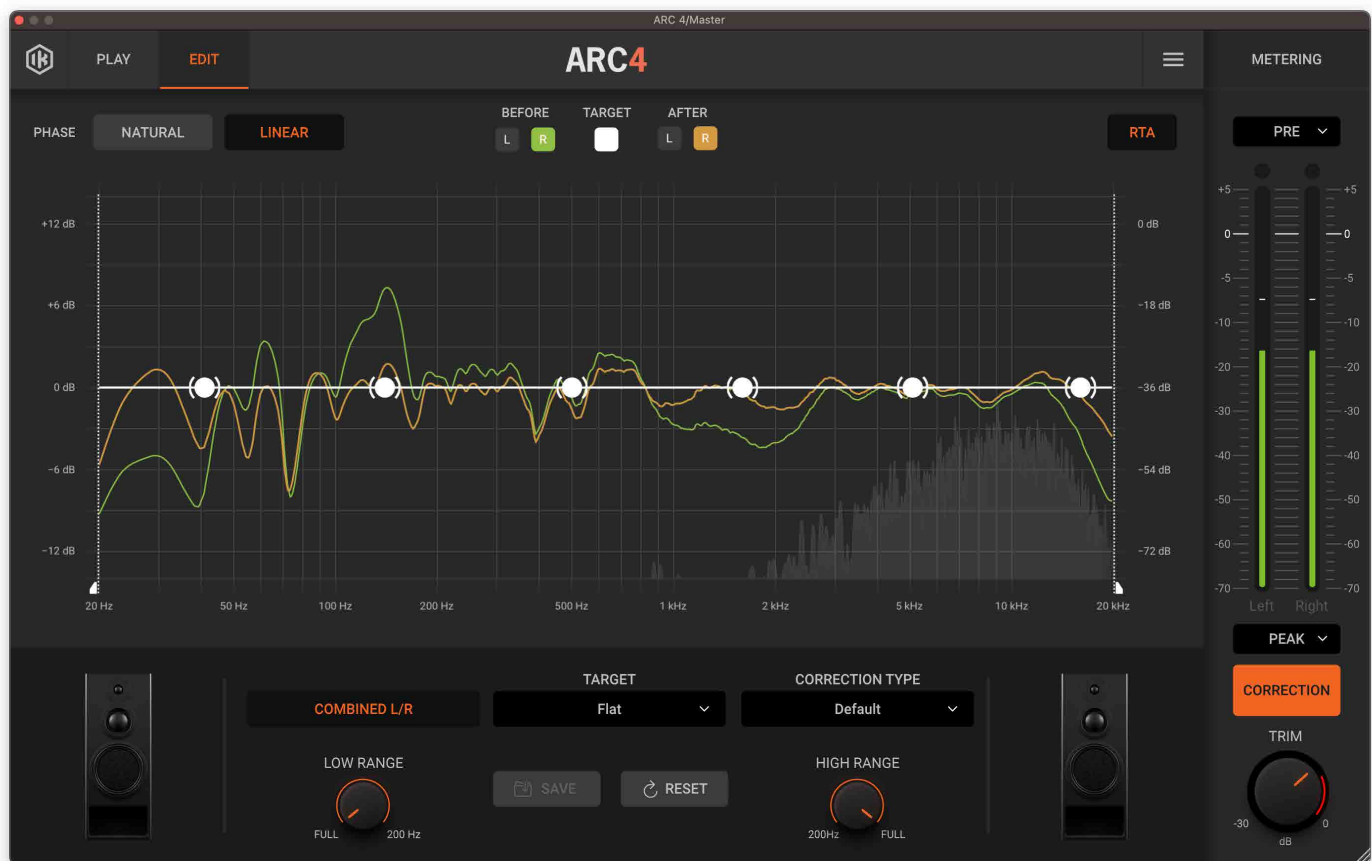 ARC 4/Master
PLAY
EDIT
ARC4
METERING
PHASE
NATURAL
LINEAR
BEFORE
L
R
TARGET
AFTER
L
R
RTA
PRE
+12 dB
+6 dB
0 dB
−6 dB
−12 dB
0 dB
−18 dB
−36 dB
−54 dB
−72 dB
20 Hz
50 Hz
100 Hz
200 Hz
500 Hz
1 kHz
2 kHz
5 kHz
10 kHz
20 kHz
+5
0
-5
-10
-20
-30
-40
-50
-60
-70
+5
0
-5
-10
-20
-30
-40
-50
-60
-70
Left
Right
PEAK
CORRECTION
TRIM
-30
0
dB
COMBINED L/R
TARGET
Flat
CORRECTION TYPE
Default
LOW RANGE
FULL
200 Hz
SAVE
RESET
HIGH RANGE
200Hz
FULL